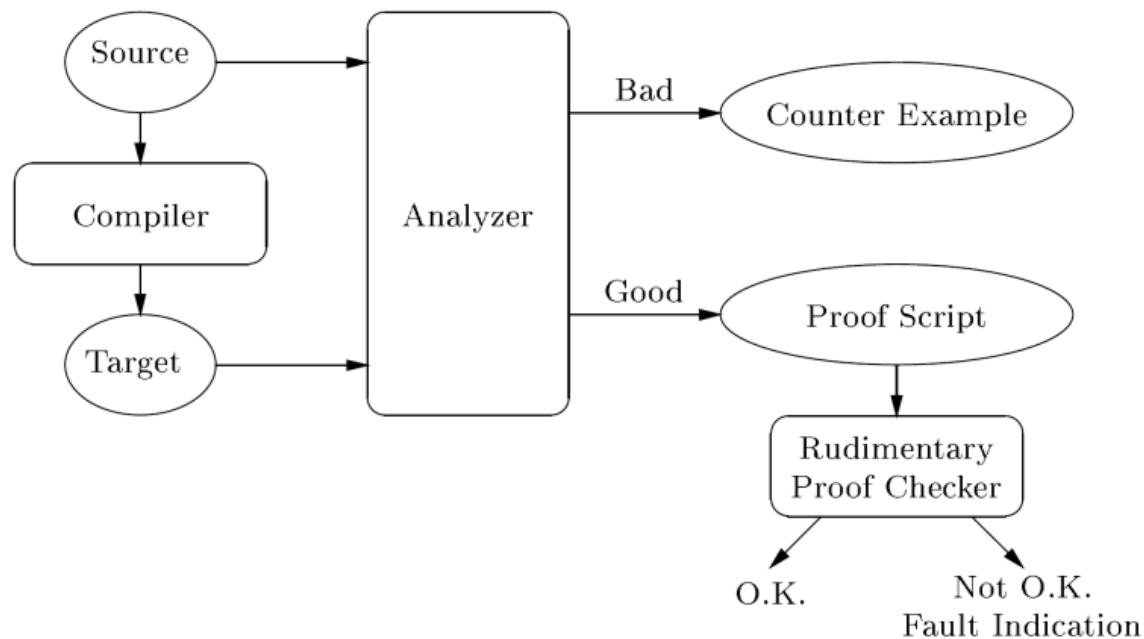 Source
Bad
Counter Example
Compiler
Analyzer
Good
Proof Script
Target
Rudimentary
Proof Checker
O.K.
Not O.K.
Fault Indication